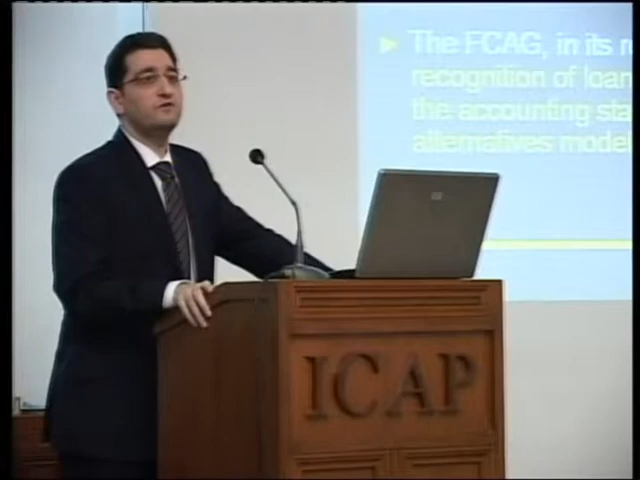 The FCAG, in its r
recognition of loan
the accounting sta
alternatives model
ICAP